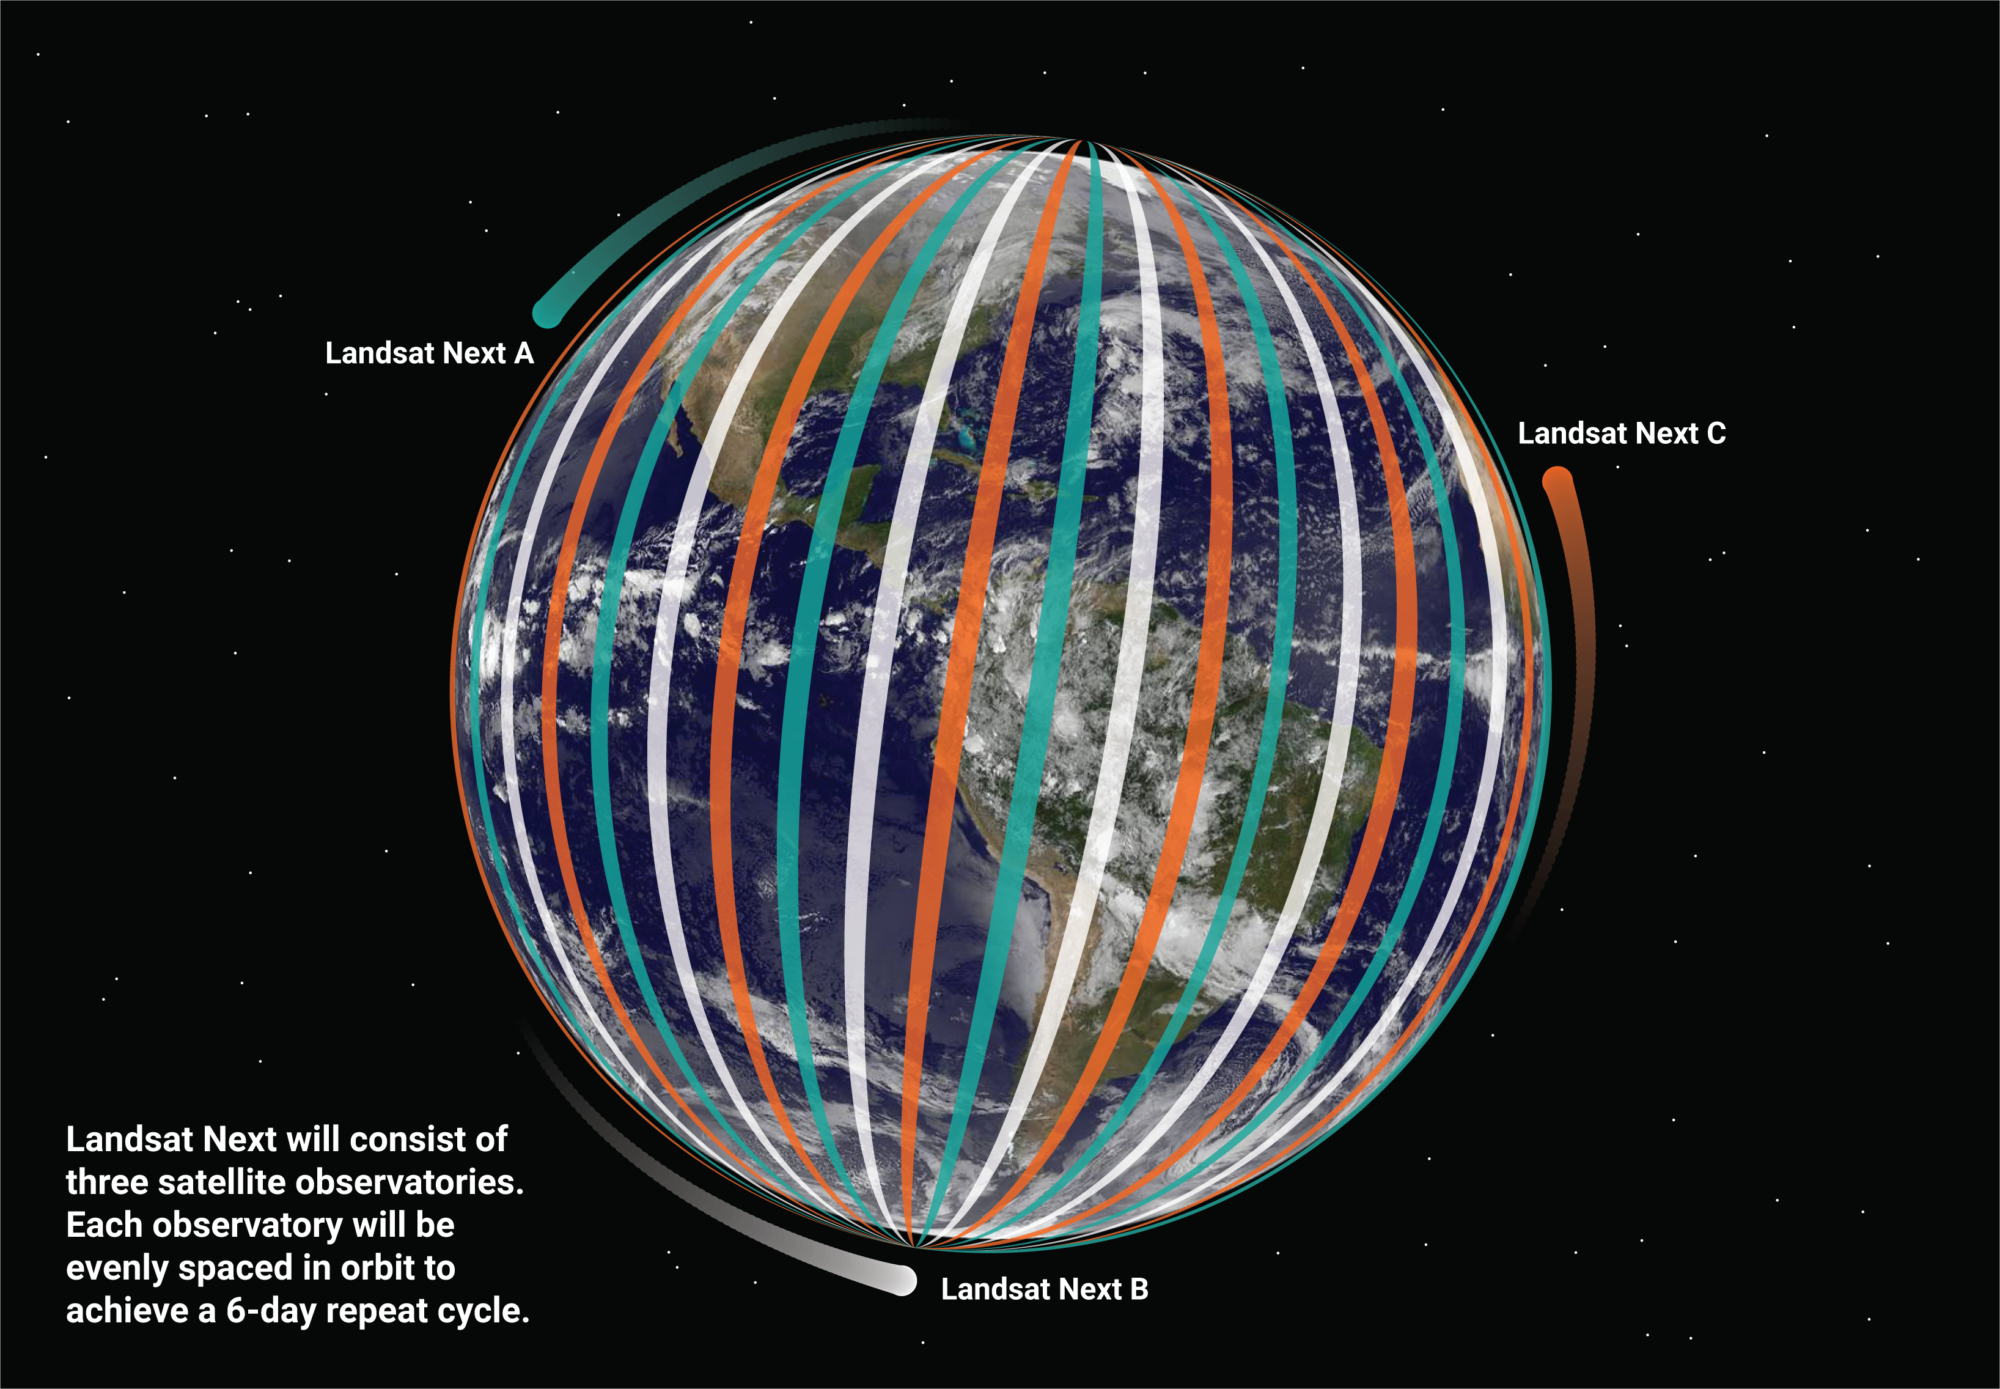 Landsat Next A
Landsat Next C
Landsat Next will consist of
three satellite observatories.
Each observatory will be
evenly spaced in orbit to
achieve a 6-day repeat cycle.
Landsat Next B